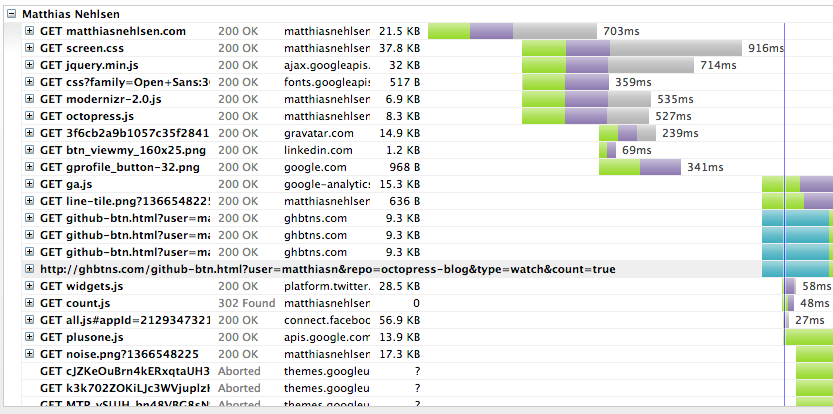 Matthias Nehlsen
GET matthiasnehlsen.com 200 OK matthiasnehlsen 21.5 KB 703ms
GET screen.css 200 OK matthiasnehlsen 37.8 KB 916ms
GET jquery.min.js 200 OK ajax.googleapis. 32 KB 714ms
GET css?family=Open+Sans:30 200 OK fonts.googleapis 517 B 359ms
GET modernizr-2.0.js 200 OK matthiasnehlsen 6.9 KB 535ms
GET octopress.js 200 OK matthiasnehlsen 8.3 KB 527ms
GET 3f6cb2a9b1057c35f2841 200 OK gravatar.com 14.9 KB 239ms
GET btn_viewmy_160x25.png 200 OK linkedin.com 1.2 KB 69ms
GET gprofile_button-32.png 200 OK google.com 968 B 341ms
GET ga.js 200 OK google-analytics 15.3 KB
GET line-tile.png?1366548225 200 OK matthiasnehlsen 636 B
GET github-btn.html?user=ma 200 OK ghbtns.com 9.3 KB
GET github-btn.html?user=ma 200 OK ghbtns.com 9.3 KB
GET github-btn.html?user=ma 200 OK ghbtns.com 9.3 KB
http://ghbtns.com/github-btn.html?user=matthiasn&repo=octopress-blog&type=watch&count=true
GET widgets.js 200 OK platform.twitter. 28.5 KB 58ms
GET count.js 302 Found matthiasnehlsen 0 48ms
GET all.js#appId=2129347321 200 OK connect.faceboo 56.9 KB 27ms
GET plusone.js 200 OK apis.google.com 13.9 KB
GET noise.png?1366548225 200 OK matthiasnehlsen 17.3 KB
GET cJZKeOuBrn4kERxqtaUH3 Aborted themes.googleu ?
GET k3k702ZOKiLJc3WVjuplzH Aborted themes.googleu ?
GET Aborted themes.googleu ?